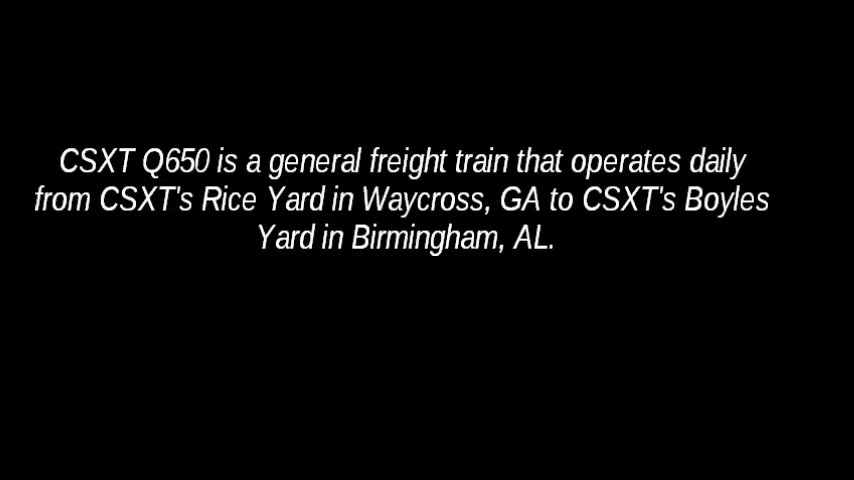 CSXT Q650 is a general freight train that operates daily
from CSXT's Rice Yard in Waycross, GA to CSXT's Boyles
Yard in Birmingham, AL.